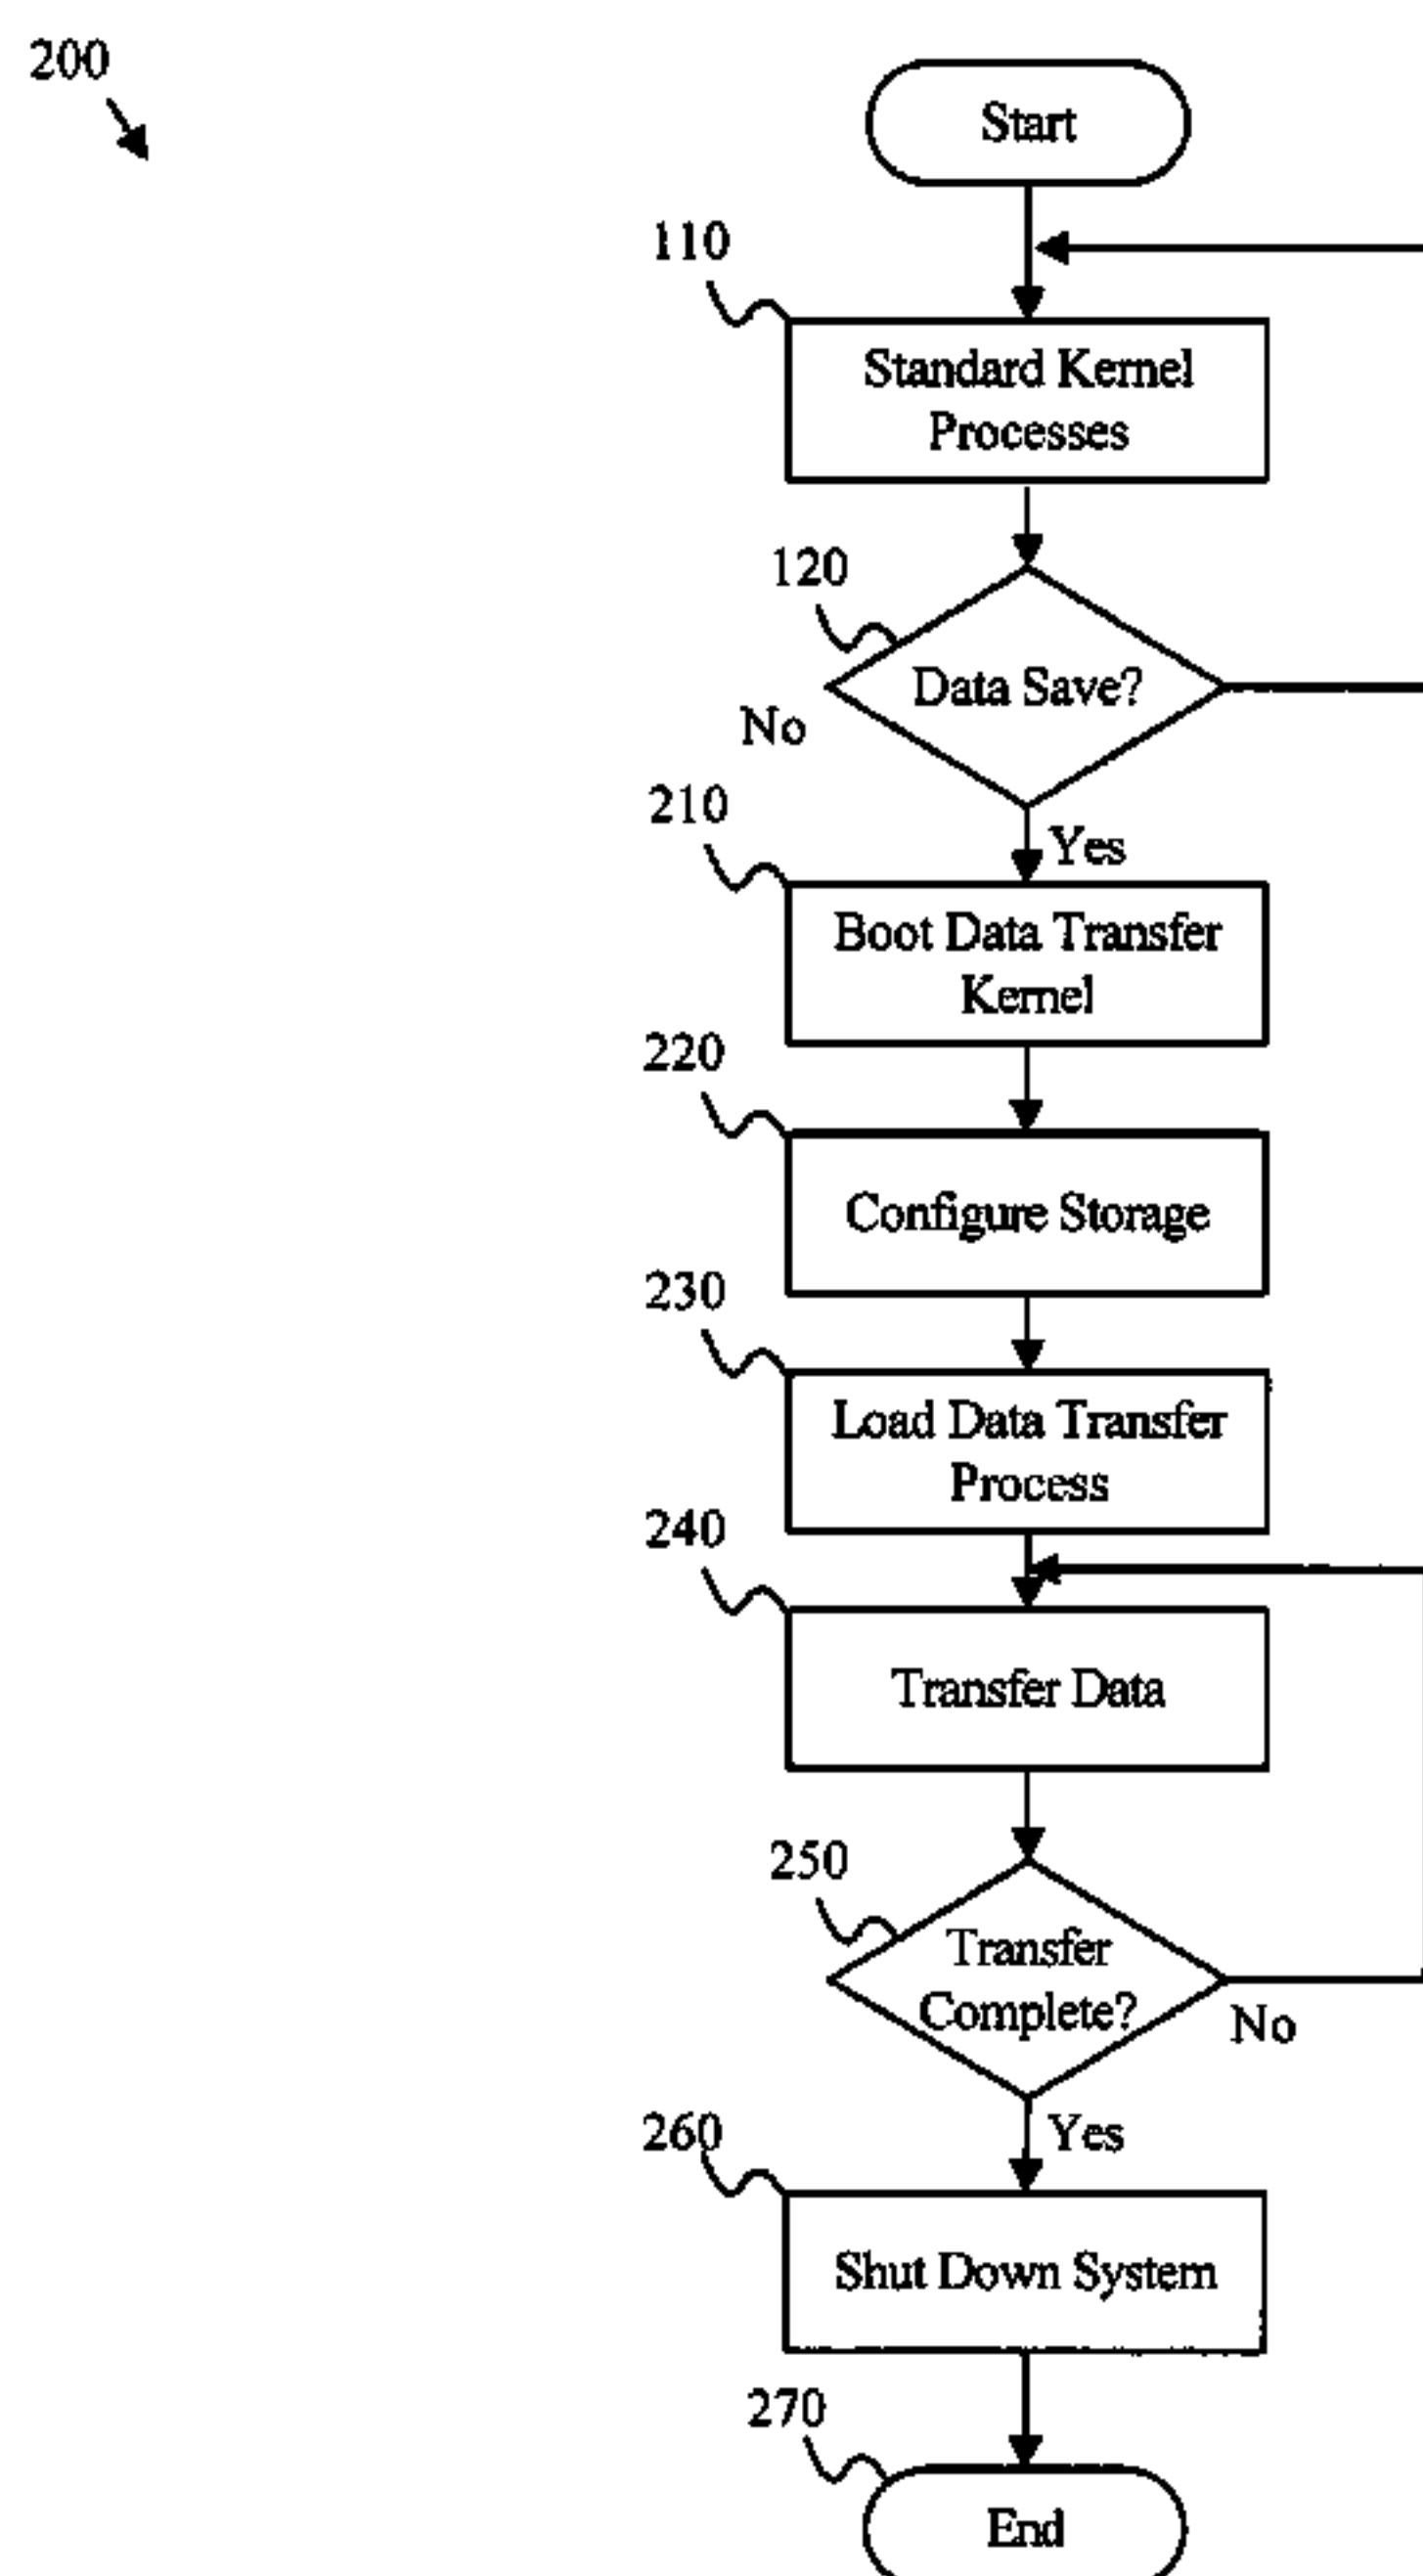 200
Start
110
Standard Kernel
Processes
120
Data Save?
No
210
Yes
Boot Data Transfer
Kernel
220
Configure Storage
230
Load Data Transfer
Process
240
Transfer Data
250
Transfer
Complete?
No
260
Yes
Shut Down System
270
End